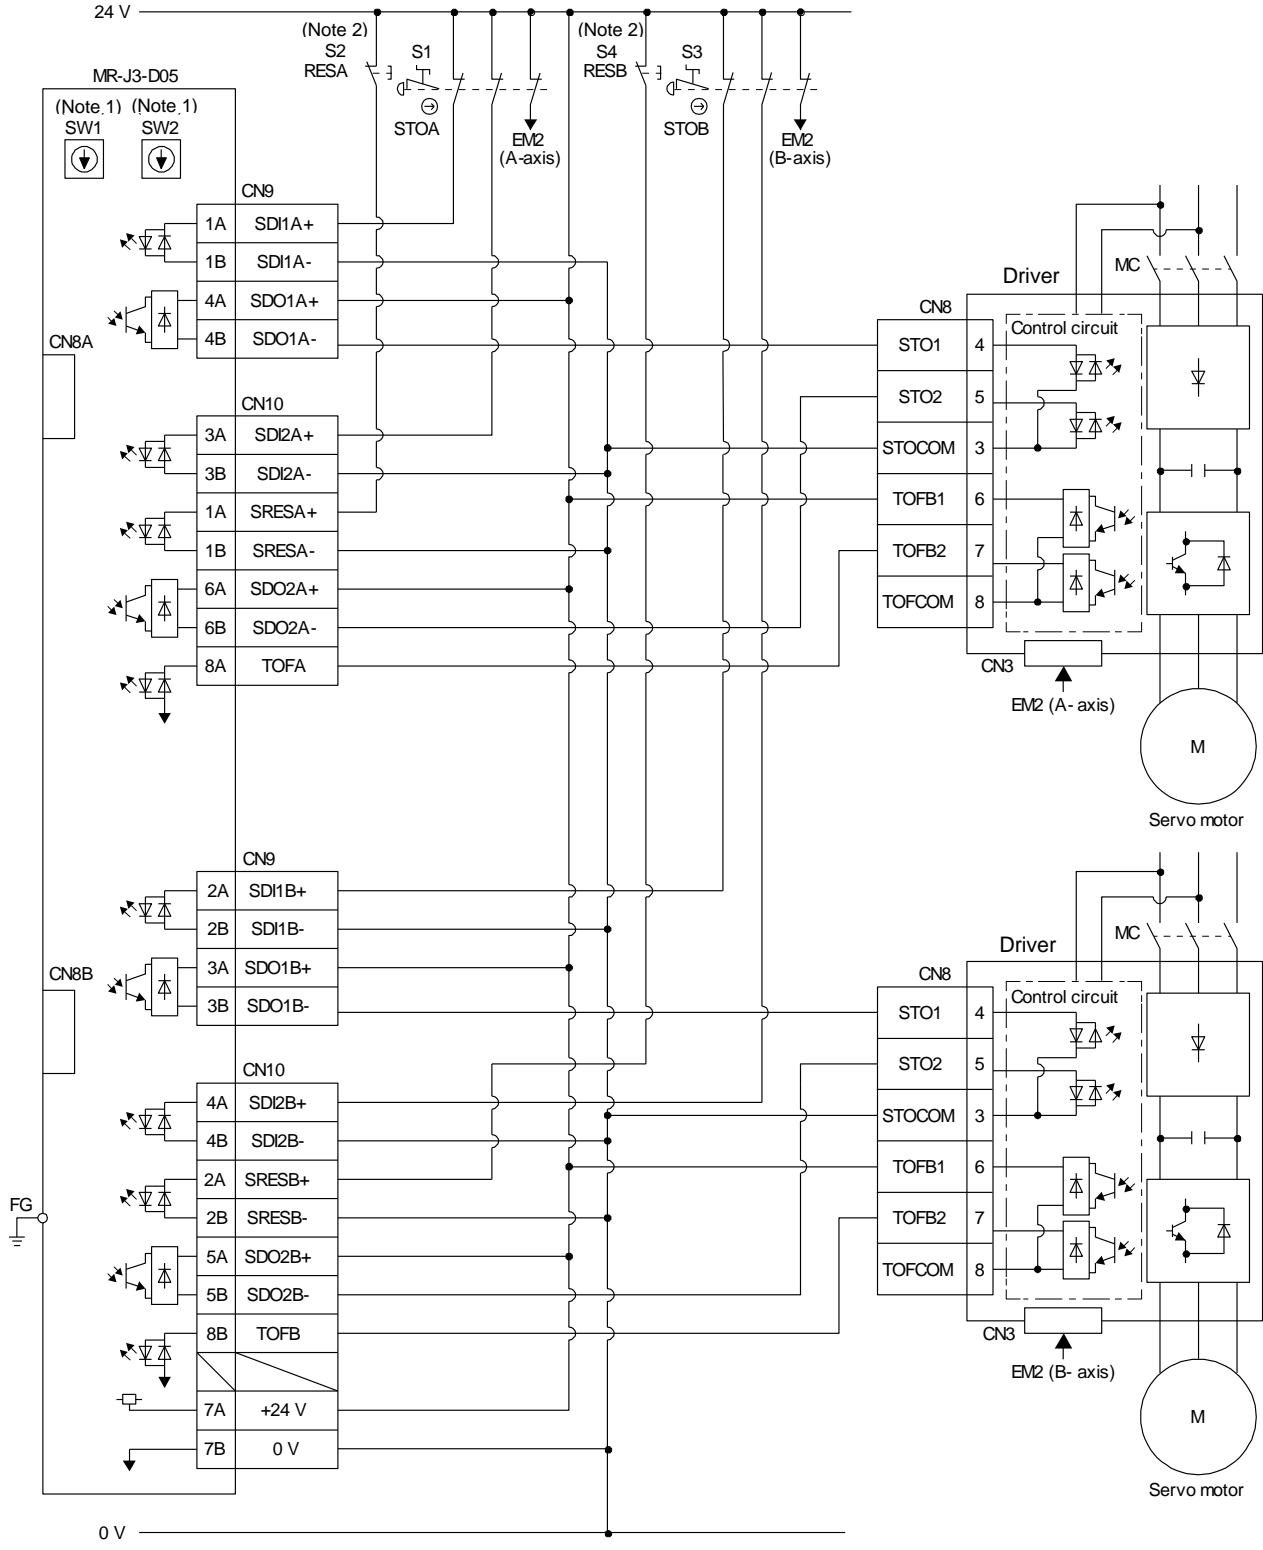 24 V
(Note 2)
S2
RESA
S1
STOA
EM2
(A-axis)
(Note 2)
S4
RESB
S3
STOB
EM2
(B-axis)
MR-J3-D05
(Note 1)
SW1
(Note 1)
SW2
CN9
1A SDI1A+
1B SDI1A-
4A SDO1A+
4B SDO1A-
CN8A
CN10
3A SDI2A+
3B SDI2A-
1A SRESA+
1B SRESA-
6A SDO2A+
6B SDO2A-
8A TOFA
MC
Driver
CN8
Control circuit
STO1 4
STO2 5
STOCOM 3
TOFB1 6
TOFB2 7
TOFCOM 8
CN3
EM2 (A-axis)
M
Servo motor
CN9
2A SDI1B+
2B SDI1B-
3A SDO1B+
3B SDO1B-
CN8B
CN10
4A SDI2B+
4B SDI2B-
2A SRESB+
2B SRESB-
5A SDO2B+
5B SDO2B-
8B TOFB
7A +24 V
7B 0 V
FG
MC
Driver
CN8
Control circuit
STO1 4
STO2 5
STOCOM 3
TOFB1 6
TOFB2 7
TOFCOM 8
CN3
EM2 (B-axis)
M
Servo motor
0 V